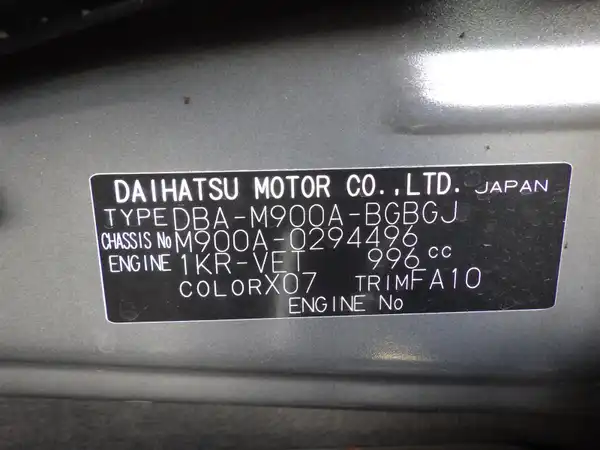 DAIHATSU MOTOR CO.,LTD. JAPAN
TYPE DBA-M900A-BGBGJ
CHASSIS No M900A-0294496
ENGINE 1KR-VET 996 cc
COLOR X07 TRIM FA10
ENGINE No